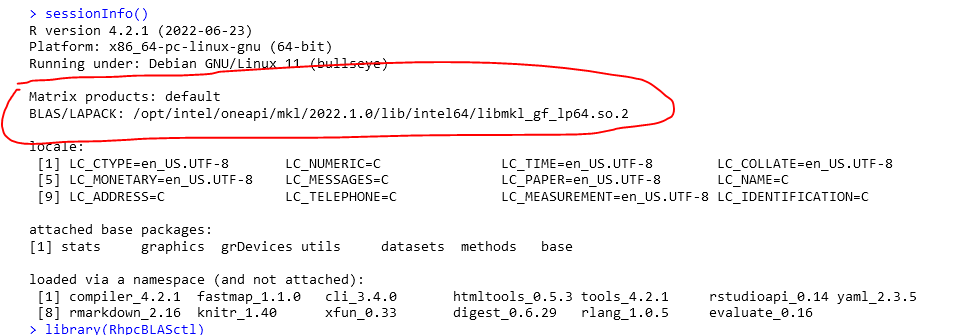 > sessionInfo()
R version 4.2.1 (2022-06-23)
Platform: x86_64-pc-linux-gnu (64-bit)
Running under: Debian GNU/Linux 11 (bullseye)
Matrix products: default
BLAS/LAPACK: /opt/intel/oneapi/mkl/2022.1.0/lib/intel64/libmkl_gf_lp64.so.2
locale:
[1] LC_CTYPE=en_US.UTF-8 LC_NUMERIC=C LC_TIME=en_US.UTF-8 LC_COLLATE=en_US.UTF-8
[5] LC_MONETARY=en_US.UTF-8 LC_MESSAGES=C LC_PAPER=en_US.UTF-8 LC_NAME=C
[9] LC_ADDRESS=C LC_TELEPHONE=C LC_MEASUREMENT=en_US.UTF-8 LC_IDENTIFICATION=C
attached base packages:
[1] stats graphics grDevices utils datasets methods base
loaded via a namespace (and not attached):
[1] compiler_4.2.1 fastmap_1.1.0 cli_3.4.0 htmltools_0.5.3 tools_4.2.1 rstudioapi_0.14 yaml_2.3.5
[8] rmarkdown_2.16 knitr_1.40 xfun_0.33 digest_0.6.29 rlang_1.0.5 evaluate_0.16
> library(RhpcBLASctl)